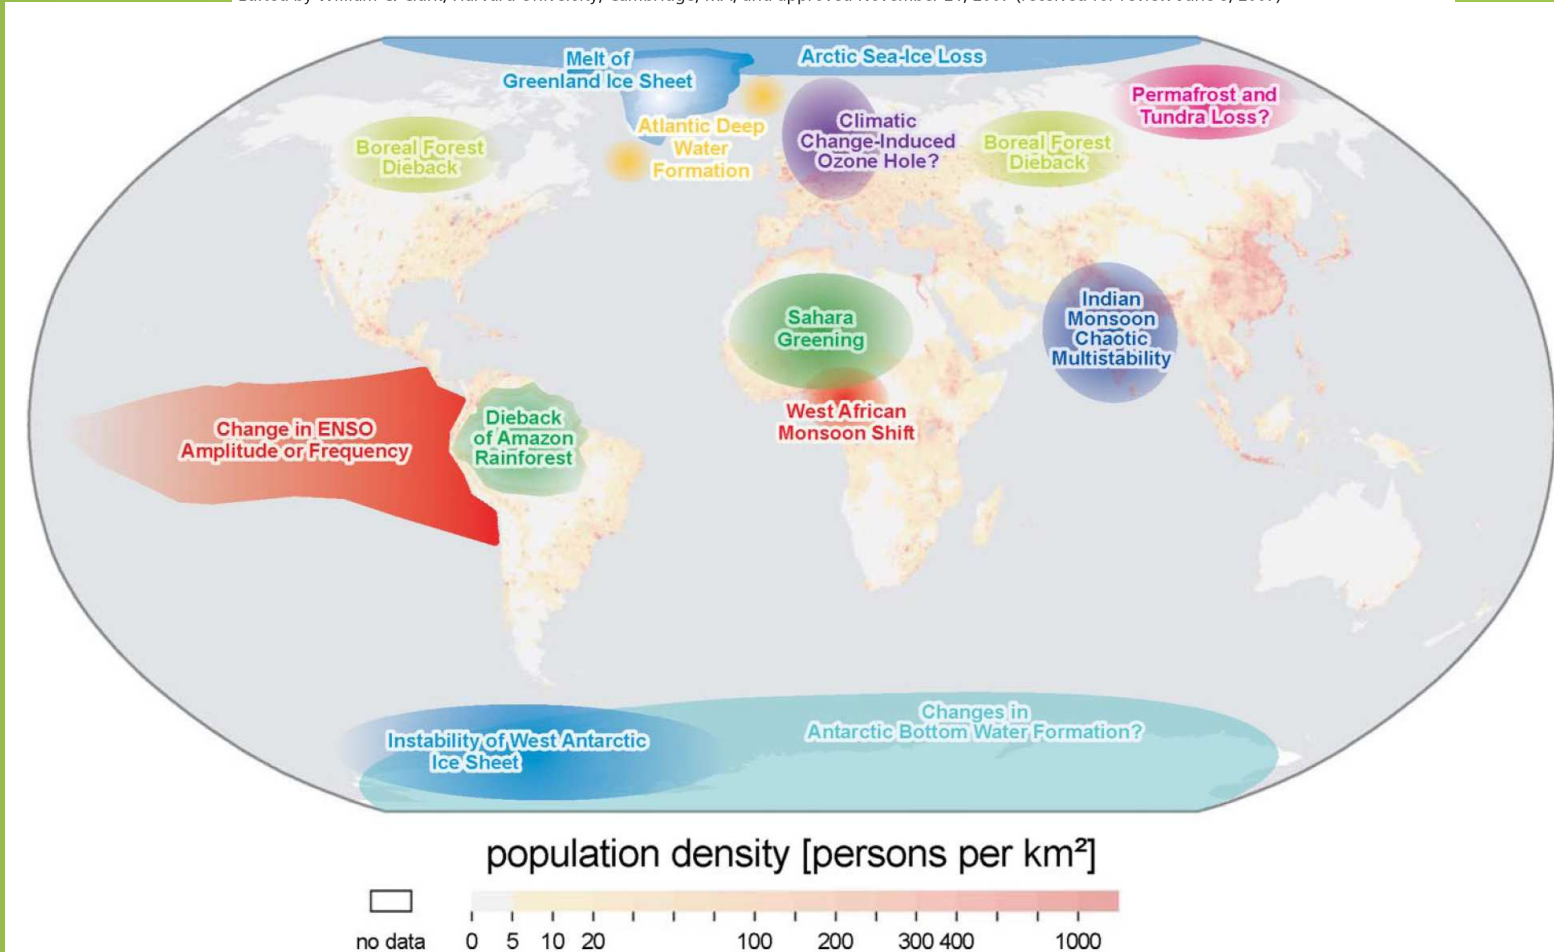 Melt of
Greenland Ice Sheet
Arctic Sea-Ice Loss
Permafrost and
Tundra Loss?
Boreal Forest
Dieback
Atlantic Deep
Water
Formation
Climatic
Change-Induced
Ozone Hole?
Boreal Forest
Dieback
Sahara
Greening
Indian
Monsoon
Chaotic
Multistability
West African
Monsoon Shift
Change in ENSO
Amplitude or Frequency
Dieback
of Amazon
Rainforest
Changes in
Antarctic Bottom Water Formation?
Instability of West Antarctic
Ice Sheet
population density [persons per km²]
no data 0 5 10 20 100 200 300 400 1000